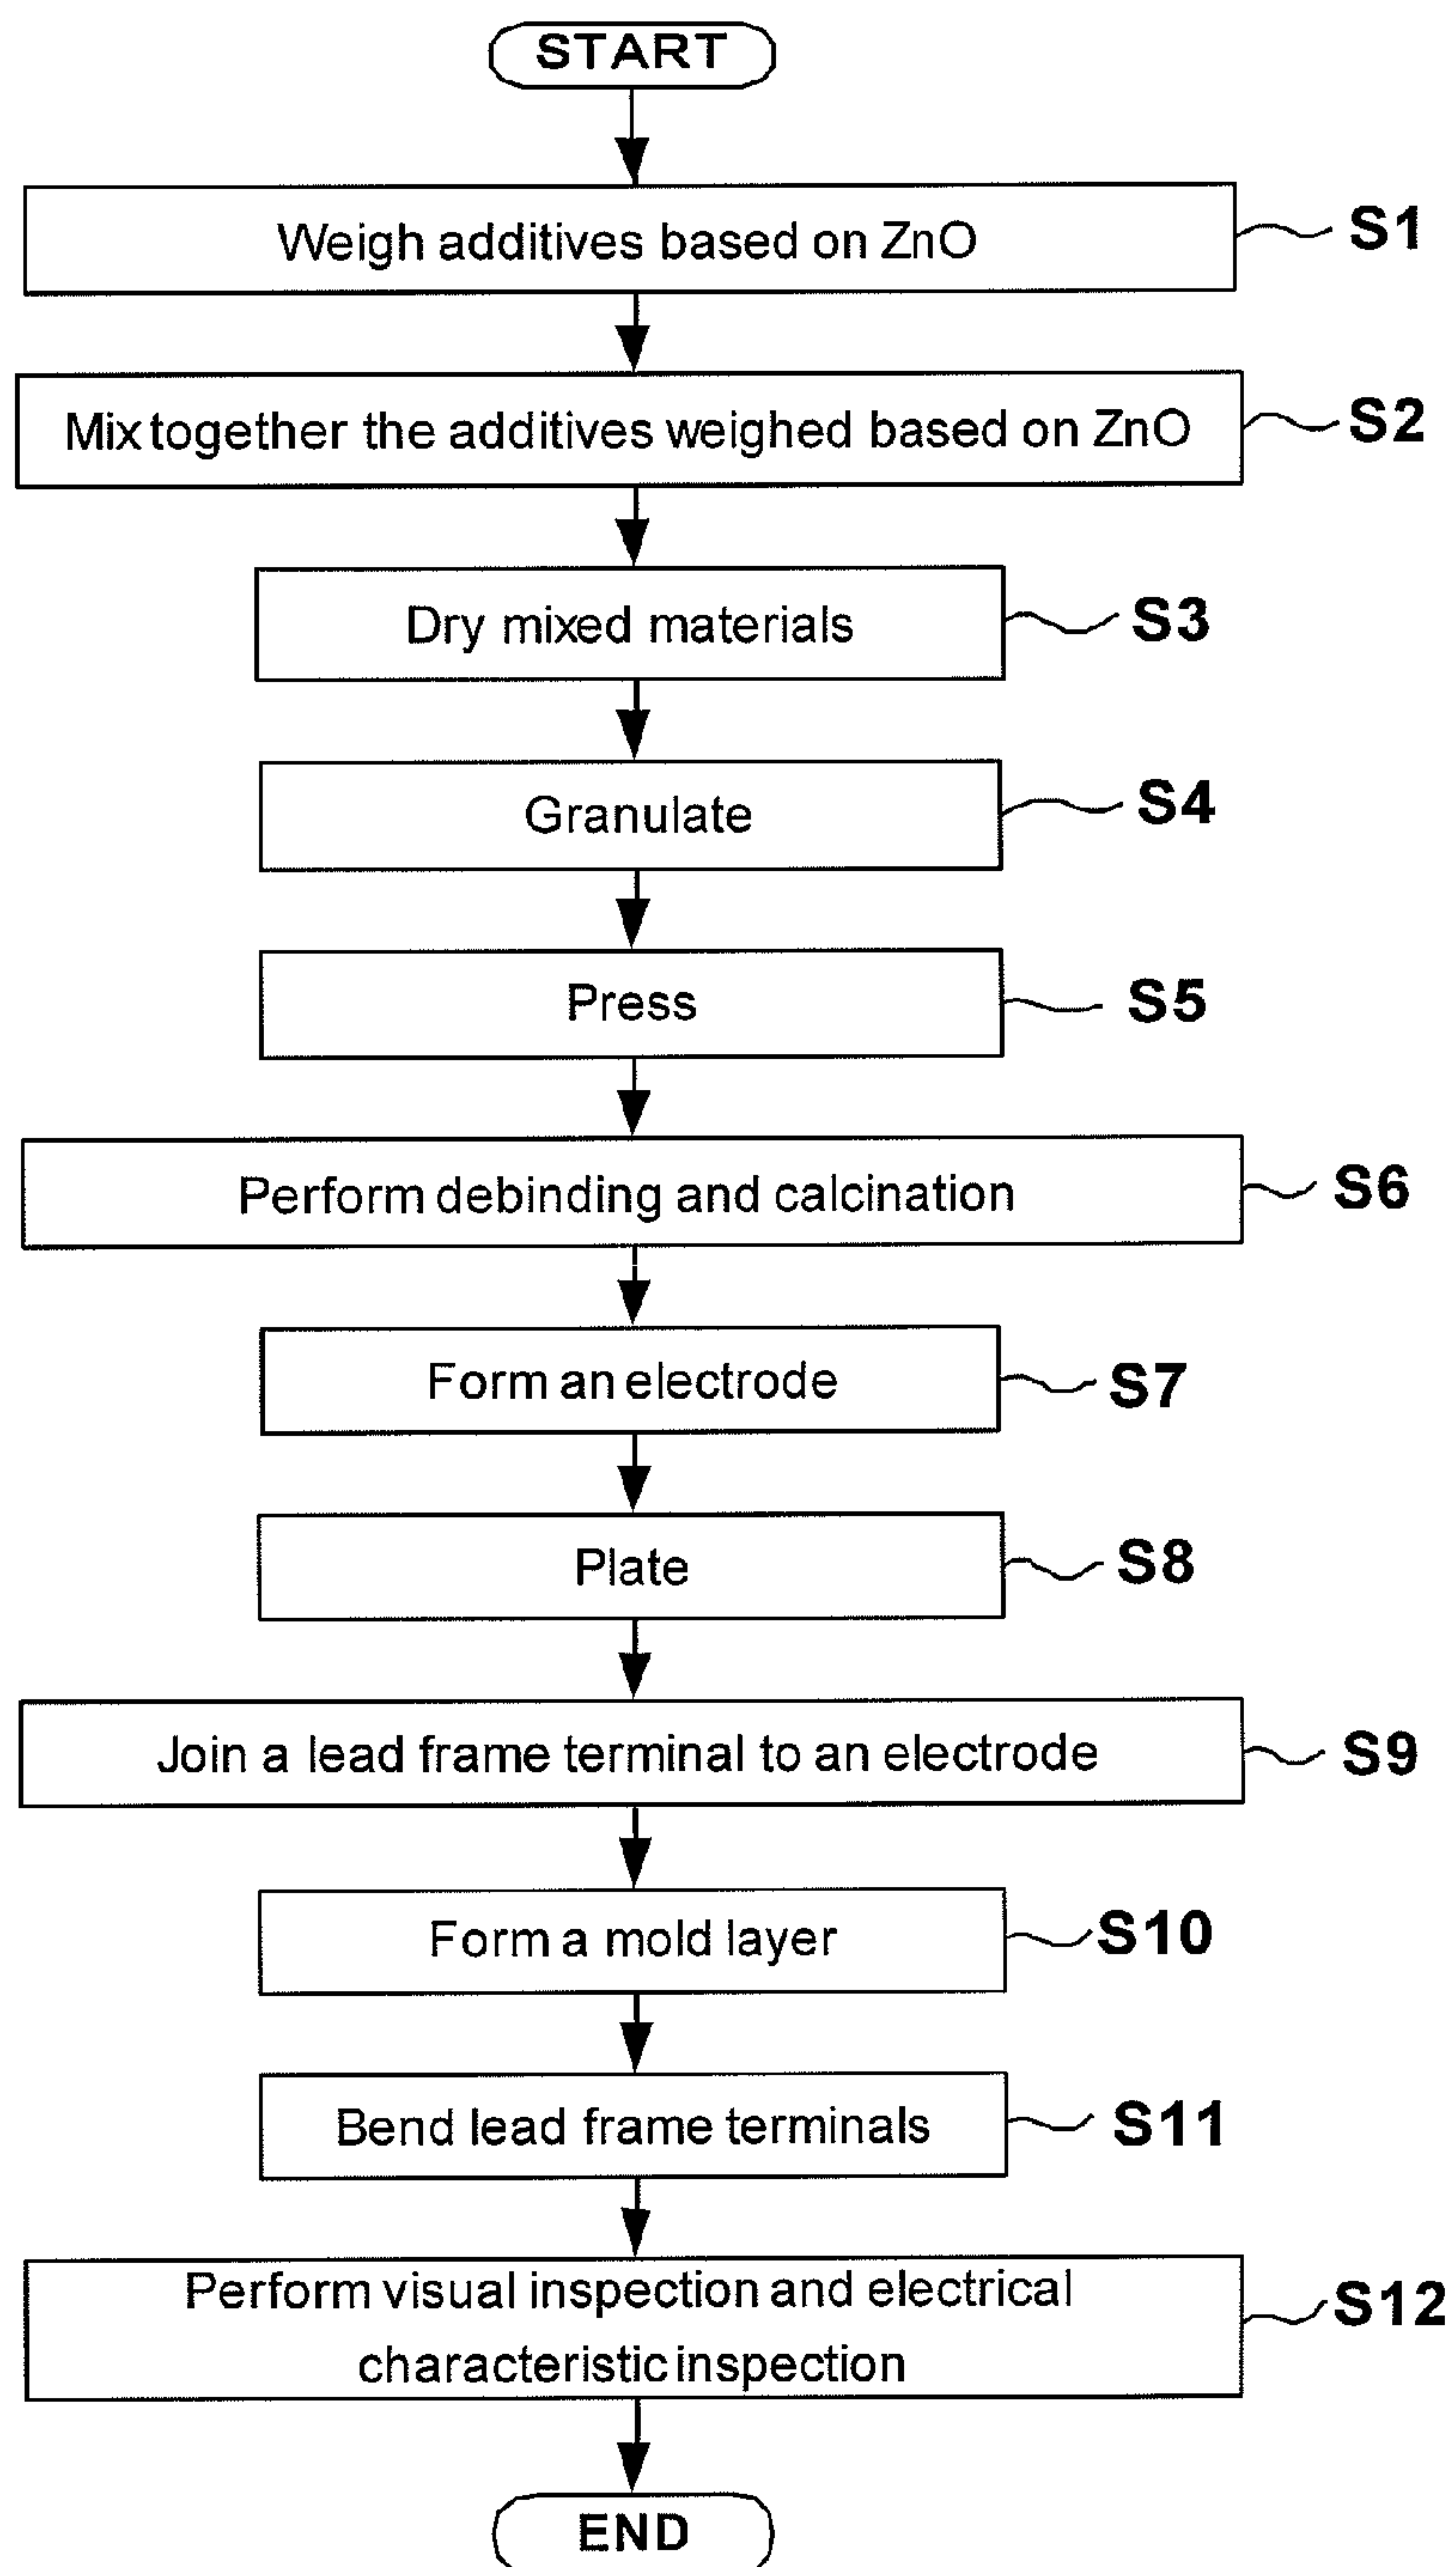 START
Weigh additives based on ZnO
S1
Mix together the additives weighed based on ZnO
S2
Dry mixed materials
S3
Granulate
S4
Press
S5
Perform debinding and calcination
S6
Form an electrode
S7
Plate
S8
Join a lead frame terminal to an electrode
S9
Form a mold layer
S10
Bend lead frame terminals
S11
Perform visual inspection and electrical
characteristic inspection
S12
END